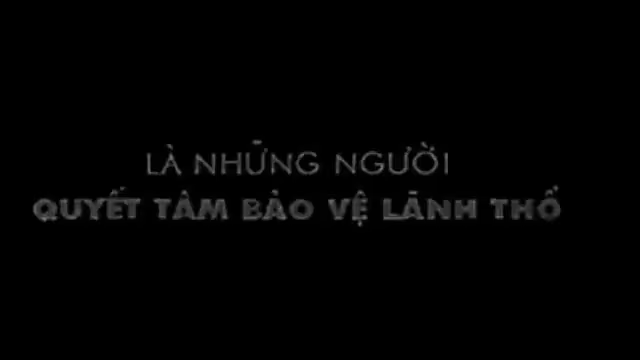 LÀ NHỮNG NGƯỜI
QUYẾT TÂM BẢO VỆ LÃNH THỔ